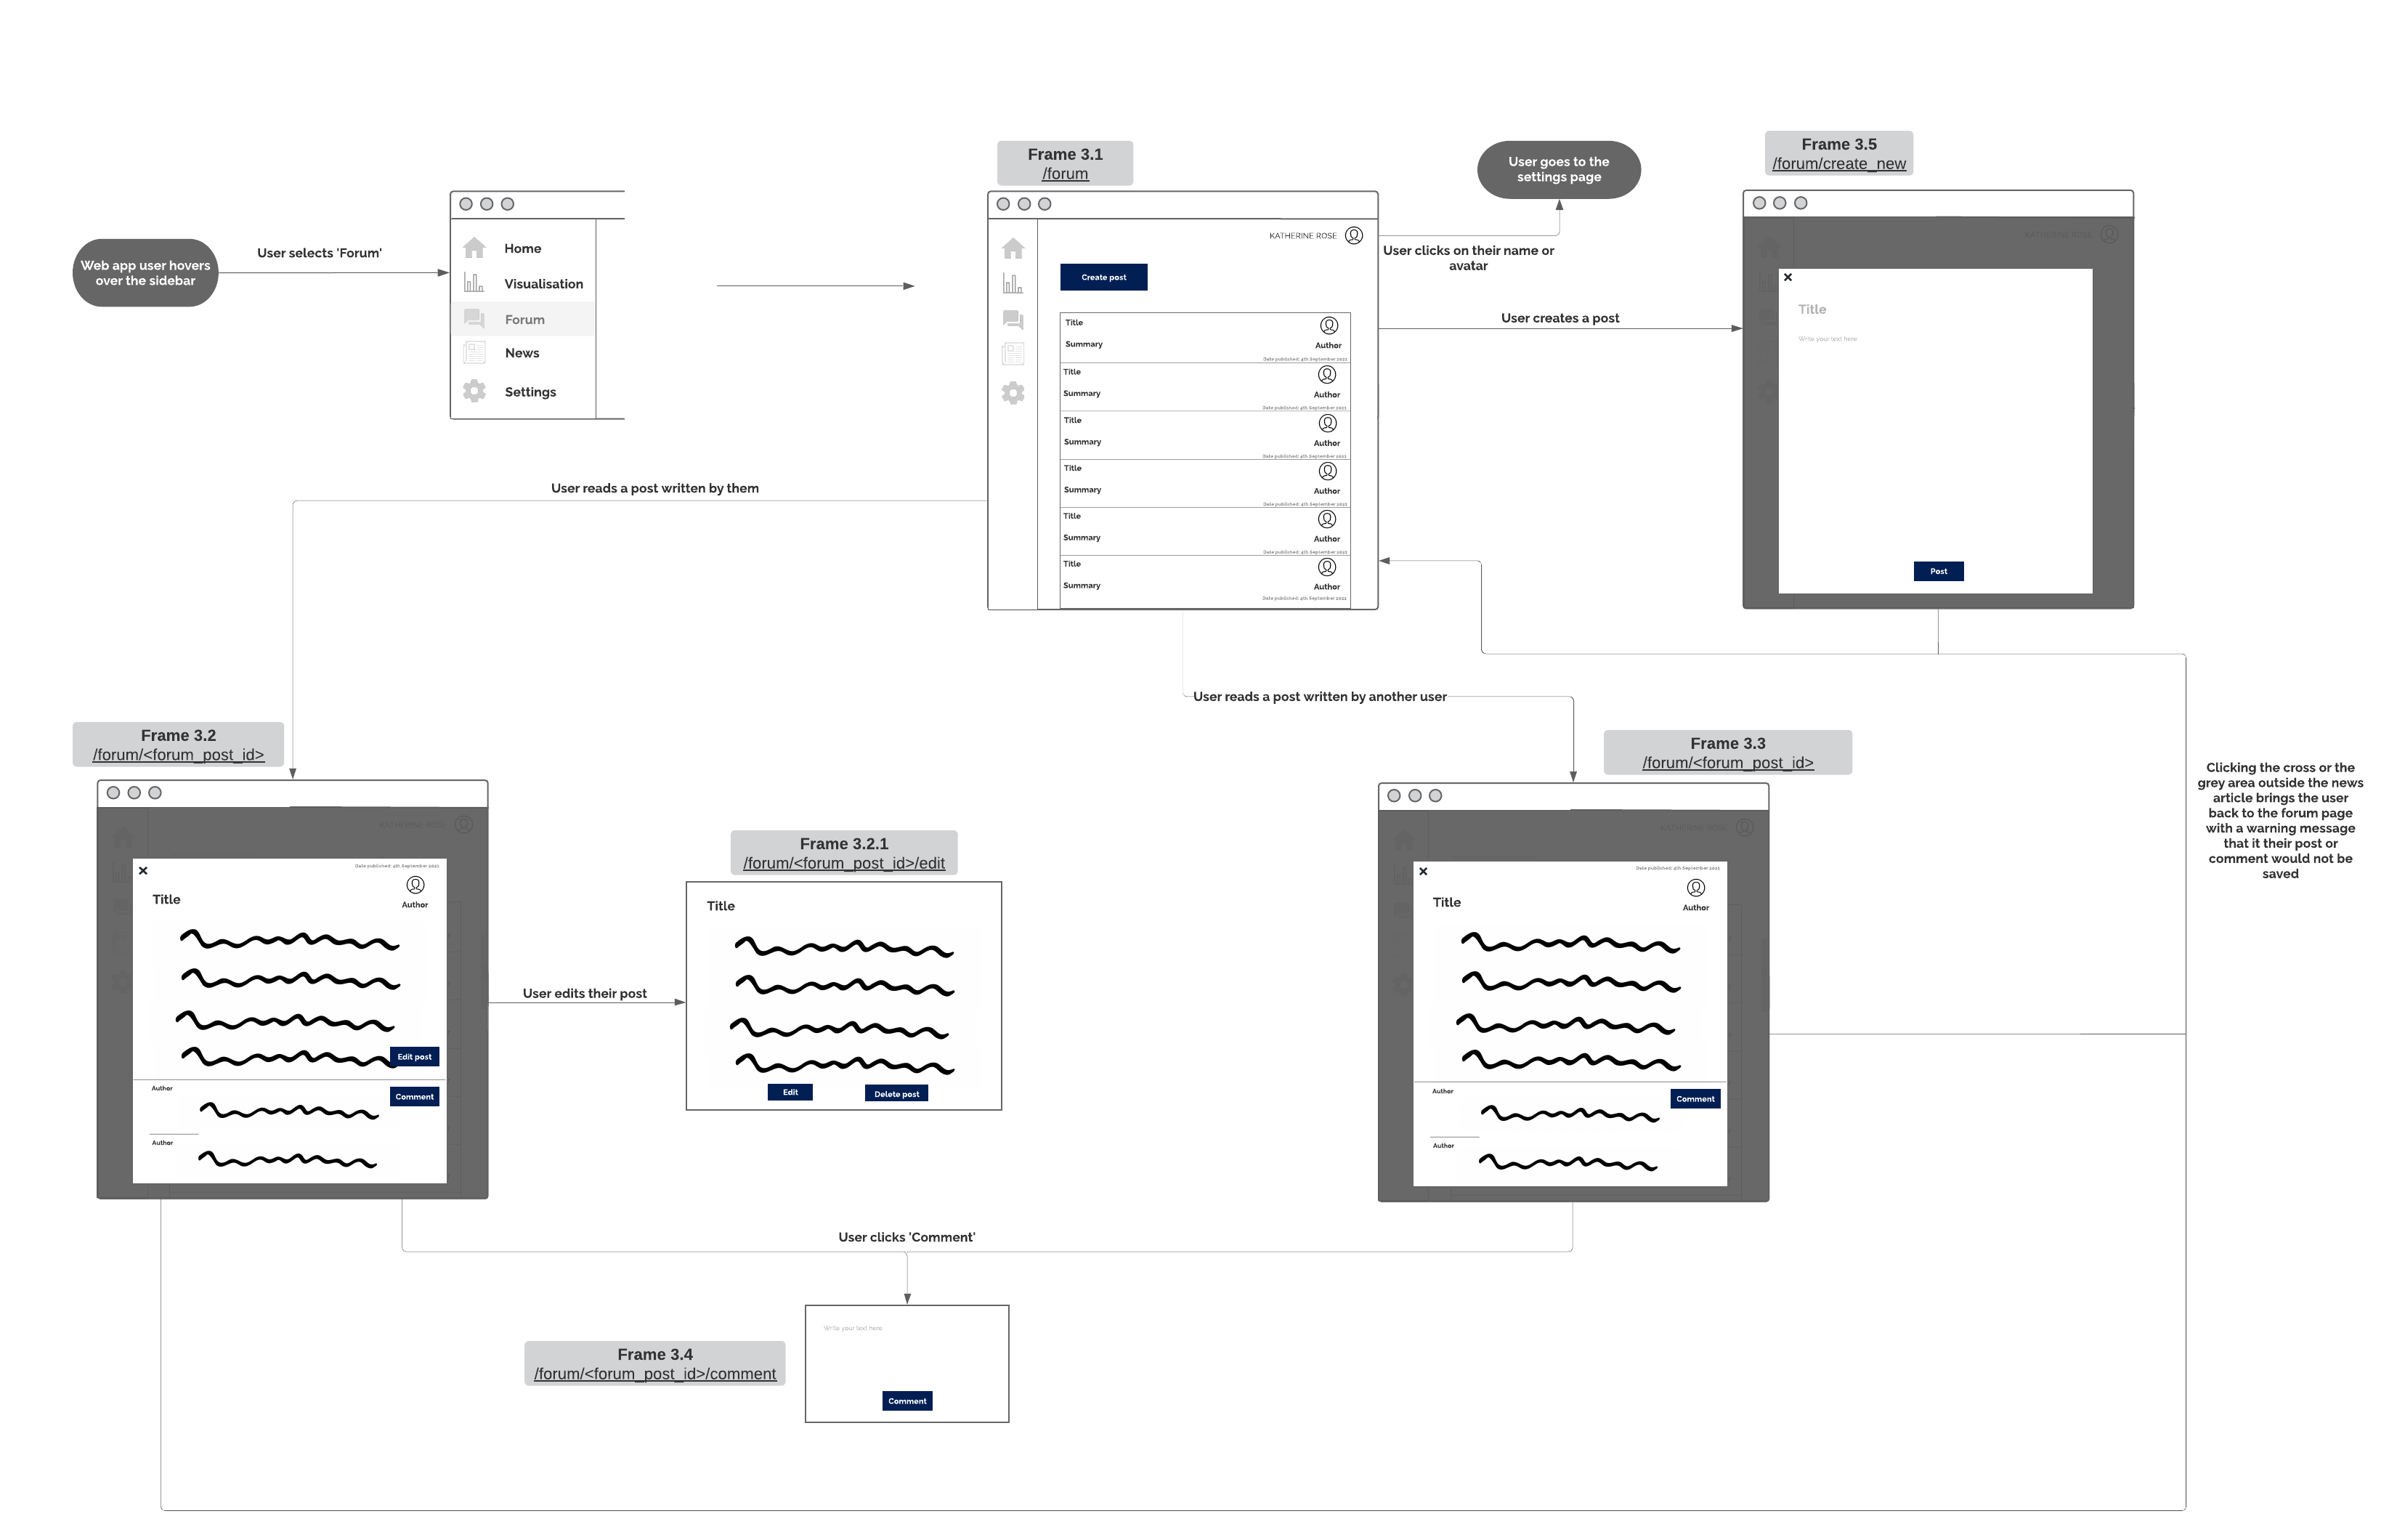 Web app user hovers
over the sidebar
User selects 'Forum'
Home
Visualisation
Forum
News
Settings
Frame 3.1
/forum
KATHERINE ROSE
Create post
Title
Summary
Author
Date published: 4th September 2021
Title
Summary
Author
Date published: 4th September 2021
Title
Summary
Author
Date published: 4th September 2021
Title
Summary
Author
Date published: 4th September 2021
Title
Summary
Author
Date published: 4th September 2021
Title
Summary
Author
Date published: 4th September 2021
User goes to the
settings page
User clicks on their name or
avatar
User creates a post
Frame 3.5
/forum/create_new
KATHERINE ROSE
Title
Write your text here
Post
User reads a post written by them
User reads a post written by another user
Frame 3.2
/forum/<forum_post_id>
KATHERINE ROSE
Date published: 4th September 2021
Title
Author
Edit post
Author
Comment
Author
User edits their post
Frame 3.2.1
/forum/<forum_post_id>/edit
Title
Edit
Delete post
Frame 3.3
/forum/<forum_post_id>
KATHERINE ROSE
Date published: 4th September 2021
Title
Author
Author
Comment
Author
Clicking the cross or the
grey area outside the news
article brings the user
back to the forum page
with a warning message
that it their post or
comment would not be
saved
User clicks 'Comment'
Frame 3.4
/forum/<forum_post_id>/comment
Write your text here
Comment